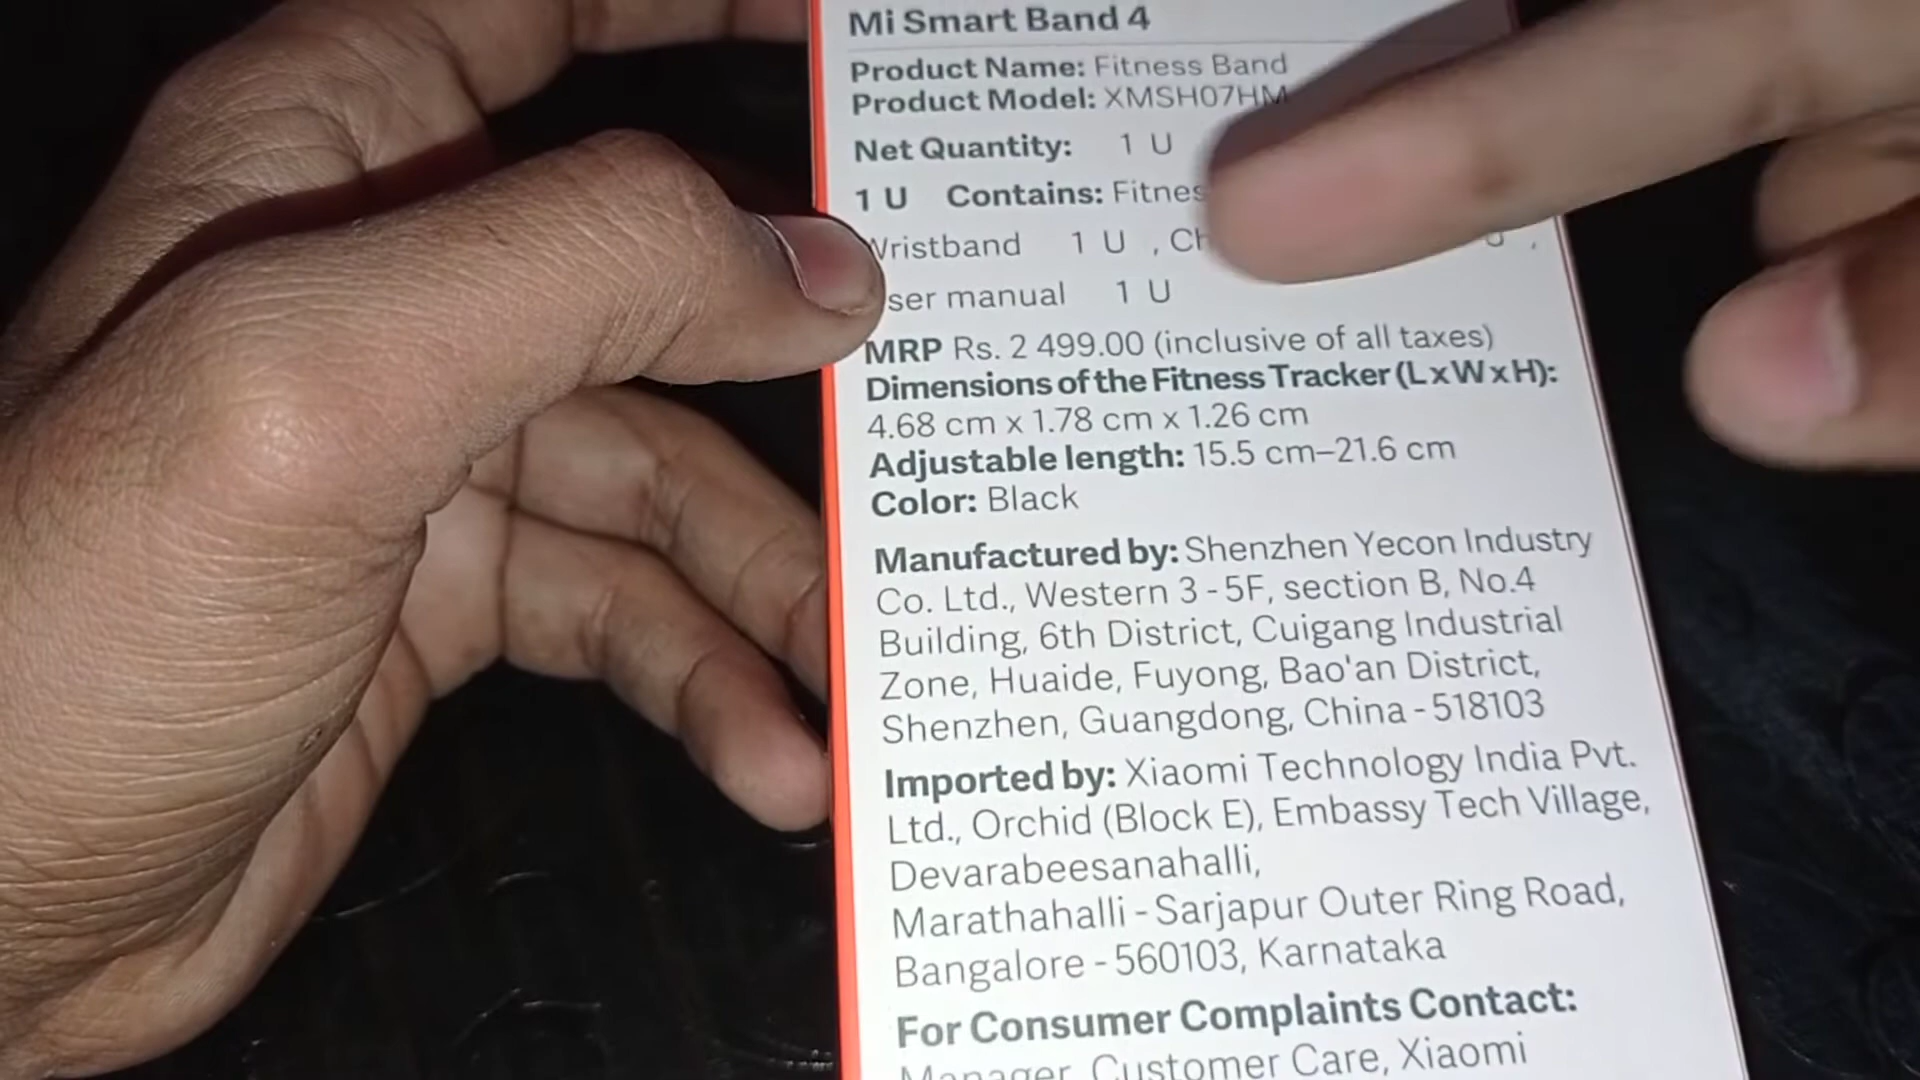 Mi Smart Band 4
Product Name: Fitness Band
Product Model: XMSH07HM
Net Quantity: 1 U
1 U Contains:
1 U ,
1 U
MRP Rs. 2 499.00 (inclusive of all taxes)
Dimensions of the Fitness Tracker (LxWxH):
4.68 cm x 1.78 cm x 1.26 cm
Adjustable length: 15.5 cm–21.6 cm
Color: Black
Manufactured by: Shenzhen Yecon Industry
Co. Ltd., Western 3 - 5F, section B, No.4
Building, 6th District, Cuigang Industrial
Zone, Huaide, Fuyong, Bao'an District,
Shenzhen, Guangdong, China - 518103
Imported by: Xiaomi Technology India Pvt.
Ltd., Orchid (Block E), Embassy Tech Village,
Devarabeesanahalli,
Marathahalli - Sarjapur Outer Ring Road,
Bangalore - 560103, Karnataka
For Consumer Complaints Contact:
Manager, Customer Care, Xiaomi